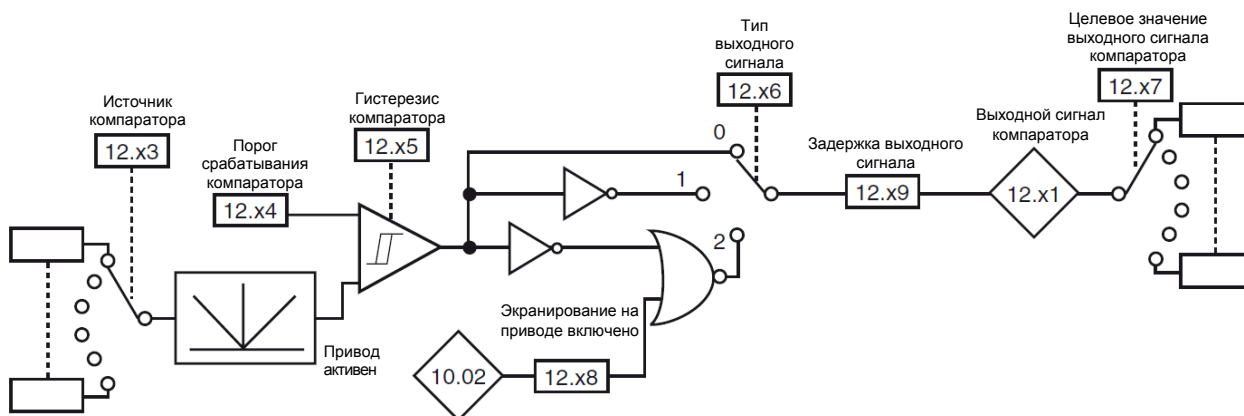 Источник
компаратора
12.x3
Порог
срабатывания
компаратора
12.x4
Гистерезис
компаратора
12.x5
Тип
выходного
сигнала
12.x6
0
1
2
Задержка выходного
сигнала
12.x9
Выходной сигнал
компаратора
12.x1
Целевое значение
выходного сигнала
компаратора
12.x7
Привод
активен
Экранирование на
приводе включено
10.02
12.x8